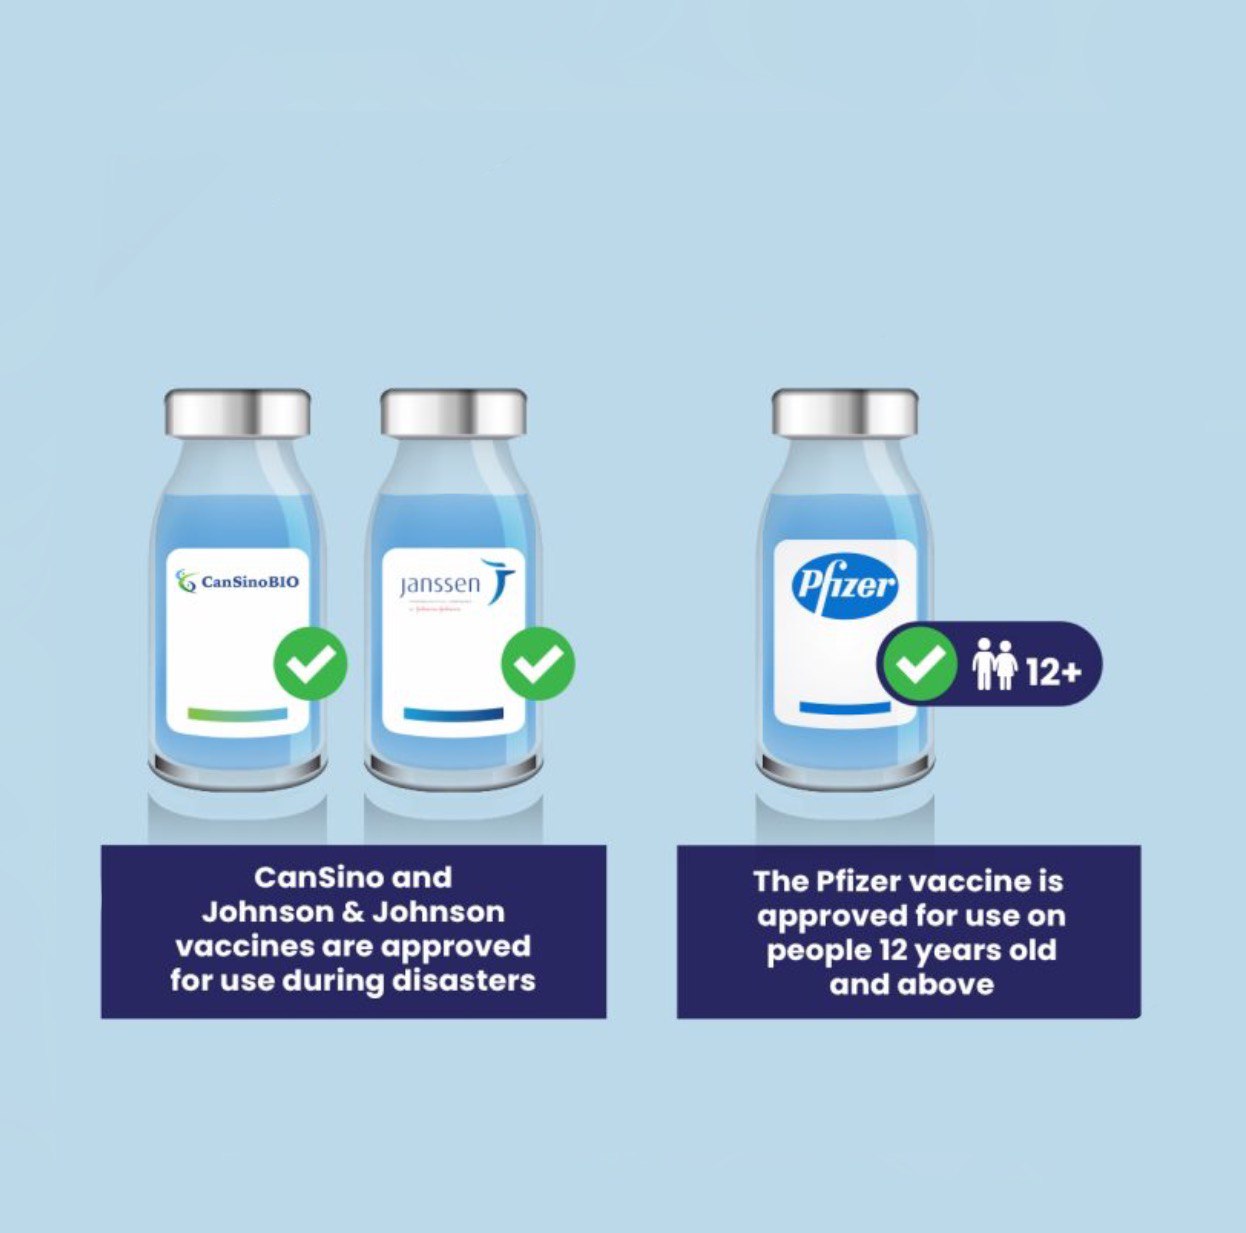 CanSinoBIO
Janssen
Pfizer
12+
CanSino and
Johnson & Johnson
vaccines are approved
for use during disasters
The Pfizer vaccine is
approved for use on
people 12 years old
and above